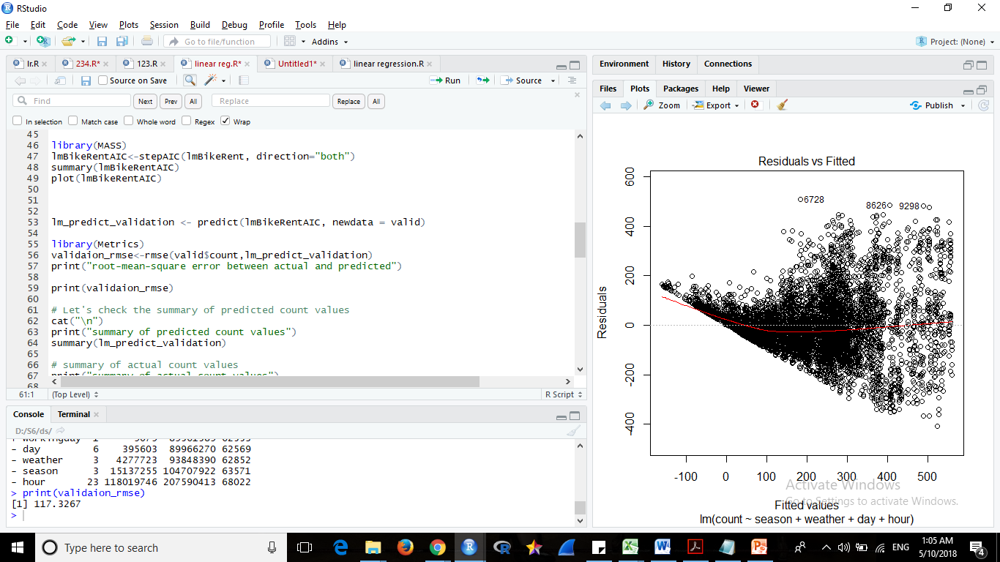 RStudio
File Edit Code View Plots Session Build Debug Profile Tools Help
Go to file/function Addins Project: (None)
lr.R 234.R* 123.R linear reg.R* Untitled1* linear regression.R
Source on Save Run Source
Find Next Prev All Replace Replace All
In selection Match case Whole word Regex Wrap
45
46 library(MASS)
47 lmBikeRentAIC<-stepAIC(lmBikeRent, direction="both")
48 summary(lmBikeRentAIC)
49 plot(lmBikeRentAIC)
50
51
52
53 lm_predict_validation <- predict(lmBikeRentAIC, newdata = valid)
54
55 library(Metrics)
56 validaion_rmse<-rmse(valid$count,lm_predict_validation)
57 print("root-mean-square error between actual and predicted")
58
59 print(validaion_rmse)
60
61 # Let's check the summary of predicted count values
62 cat("\n")
63 print("summary of predicted count values")
64 summary(lm_predict_validation)
65
66 # summary of actual count values
67 print("summary of actual count values")
68
61:1 (Top Level) R Script
Console Terminal
D:/S6/ds/
- day 6 395603 89966270 62569
- weather 3 4277723 93848390 62852
- season 3 15137255 104707922 63571
- hour 23 118019746 207590413 68022
> print(validaion_rmse)
[1] 117.3267
>
Environment History Connections
Files Plots Packages Help Viewer
Zoom Export Publish
Residuals vs Fitted
600
400
200
0
-200
-400
Residuals
6728
8626 9298
-100 0 100 200 300 400 500
Fitted values
lm(count ~ season + weather + day + hour)
Activate Windows
Go to Settings to activate Windows.
Type here to search
ENG
1:05 AM
5/10/2018
4